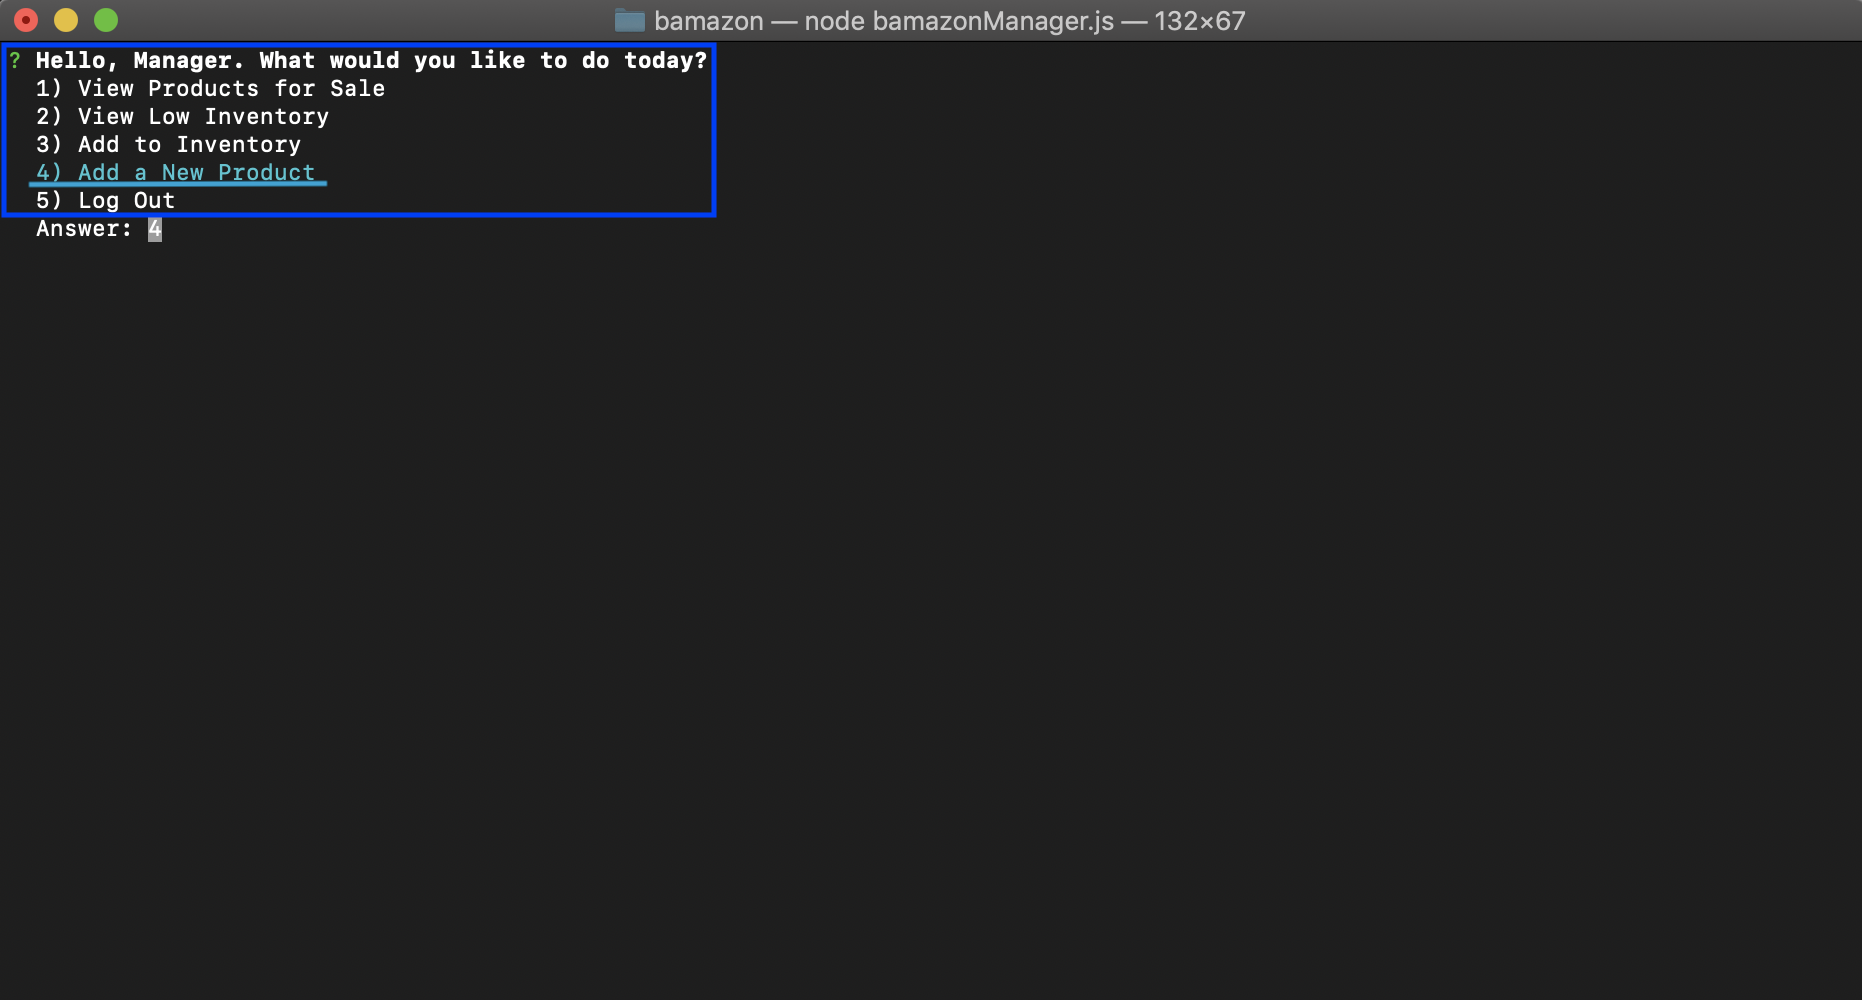 bamazon — node bamazonManager.js — 132×67
? Hello, Manager. What would you like to do today?
1) View Products for Sale
2) View Low Inventory
3) Add to Inventory
4) Add a New Product
5) Log Out
Answer: 4